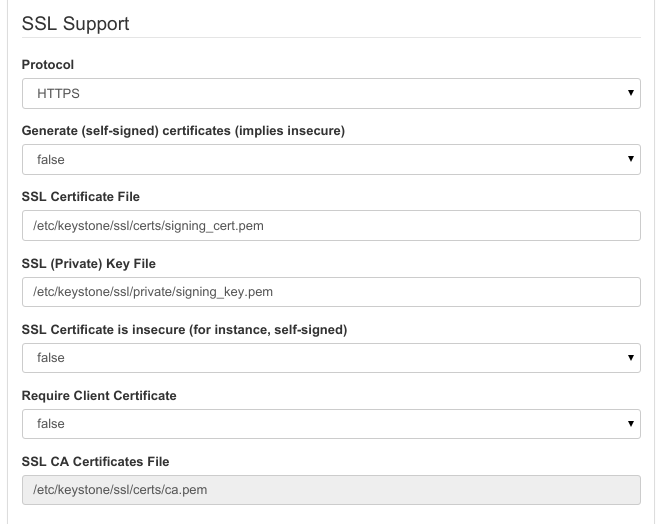 SSL Support
Protocol
HTTPS
Generate (self-signed) certificates (implies insecure)
false
SSL Certificate File
/etc/keystone/ssl/certs/signing_cert.pem
SSL (Private) Key File
/etc/keystone/ssl/private/signing_key.pem
SSL Certificate is insecure (for instance, self-signed)
false
Require Client Certificate
false
SSL CA Certificates File
/etc/keystone/ssl/certs/ca.pem